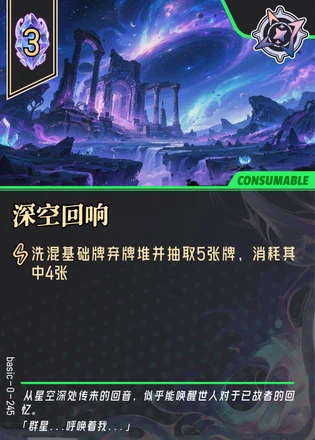 3
CONSUMABLE
深空回响
洗混基础牌弃牌堆并抽取5张牌，消耗其
中4张
basic-0-245
从星空深处传来的回音，似乎能唤醒世人对于已故者的回
忆。
「群星...呼唤着我...」